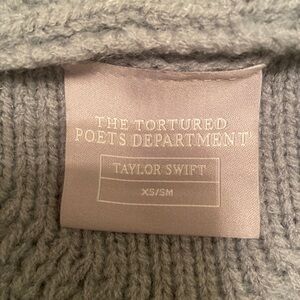 THE TORTURED
POETS DEPARTMENT
TAYLOR SWIFT
XS/SM